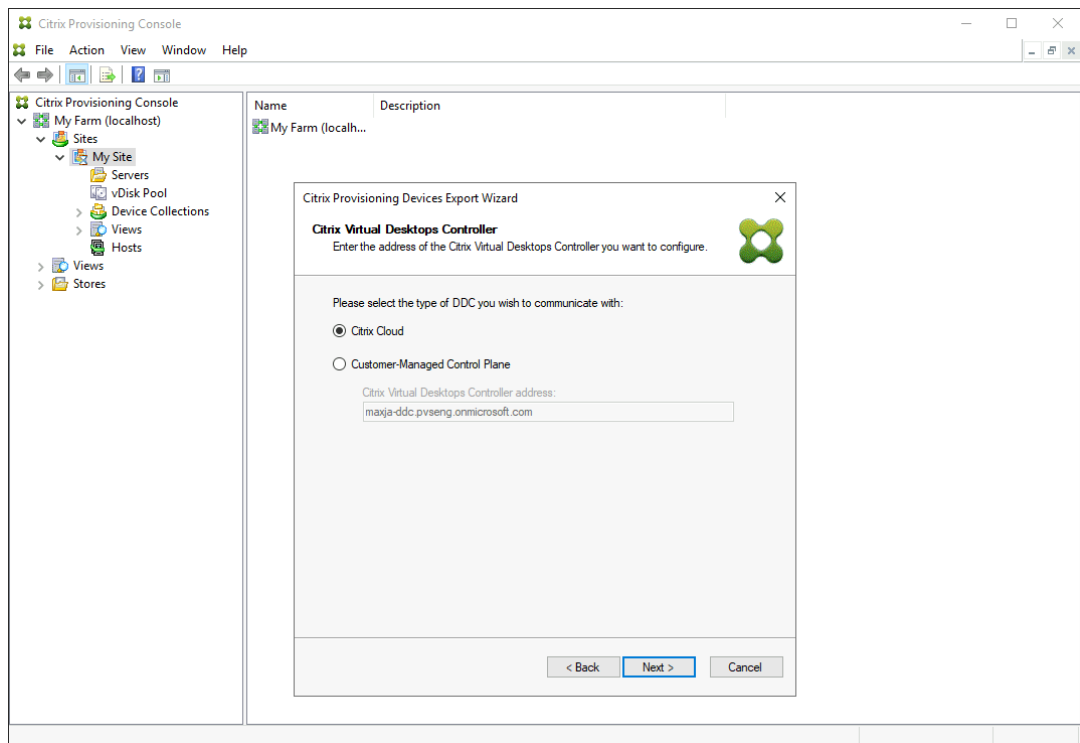 Citrix Provisioning Console
File Action View Window Help
Citrix Provisioning Console
My Farm (localhost)
Sites
My Site
Servers
vDisk Pool
Device Collections
Views
Hosts
Views
Stores
Name Description
My Farm (localh...
Citrix Provisioning Devices Export Wizard
Citrix Virtual Desktops Controller
Enter the address of the Citrix Virtual Desktops Controller you want to configure.
Please select the type of DDC you wish to communicate with:
Citrix Cloud
Customer-Managed Control Plane
Citrix Virtual Desktops Controller address:
maxja-ddc.pvseng.onmicrosoft.com
< Back Next > Cancel